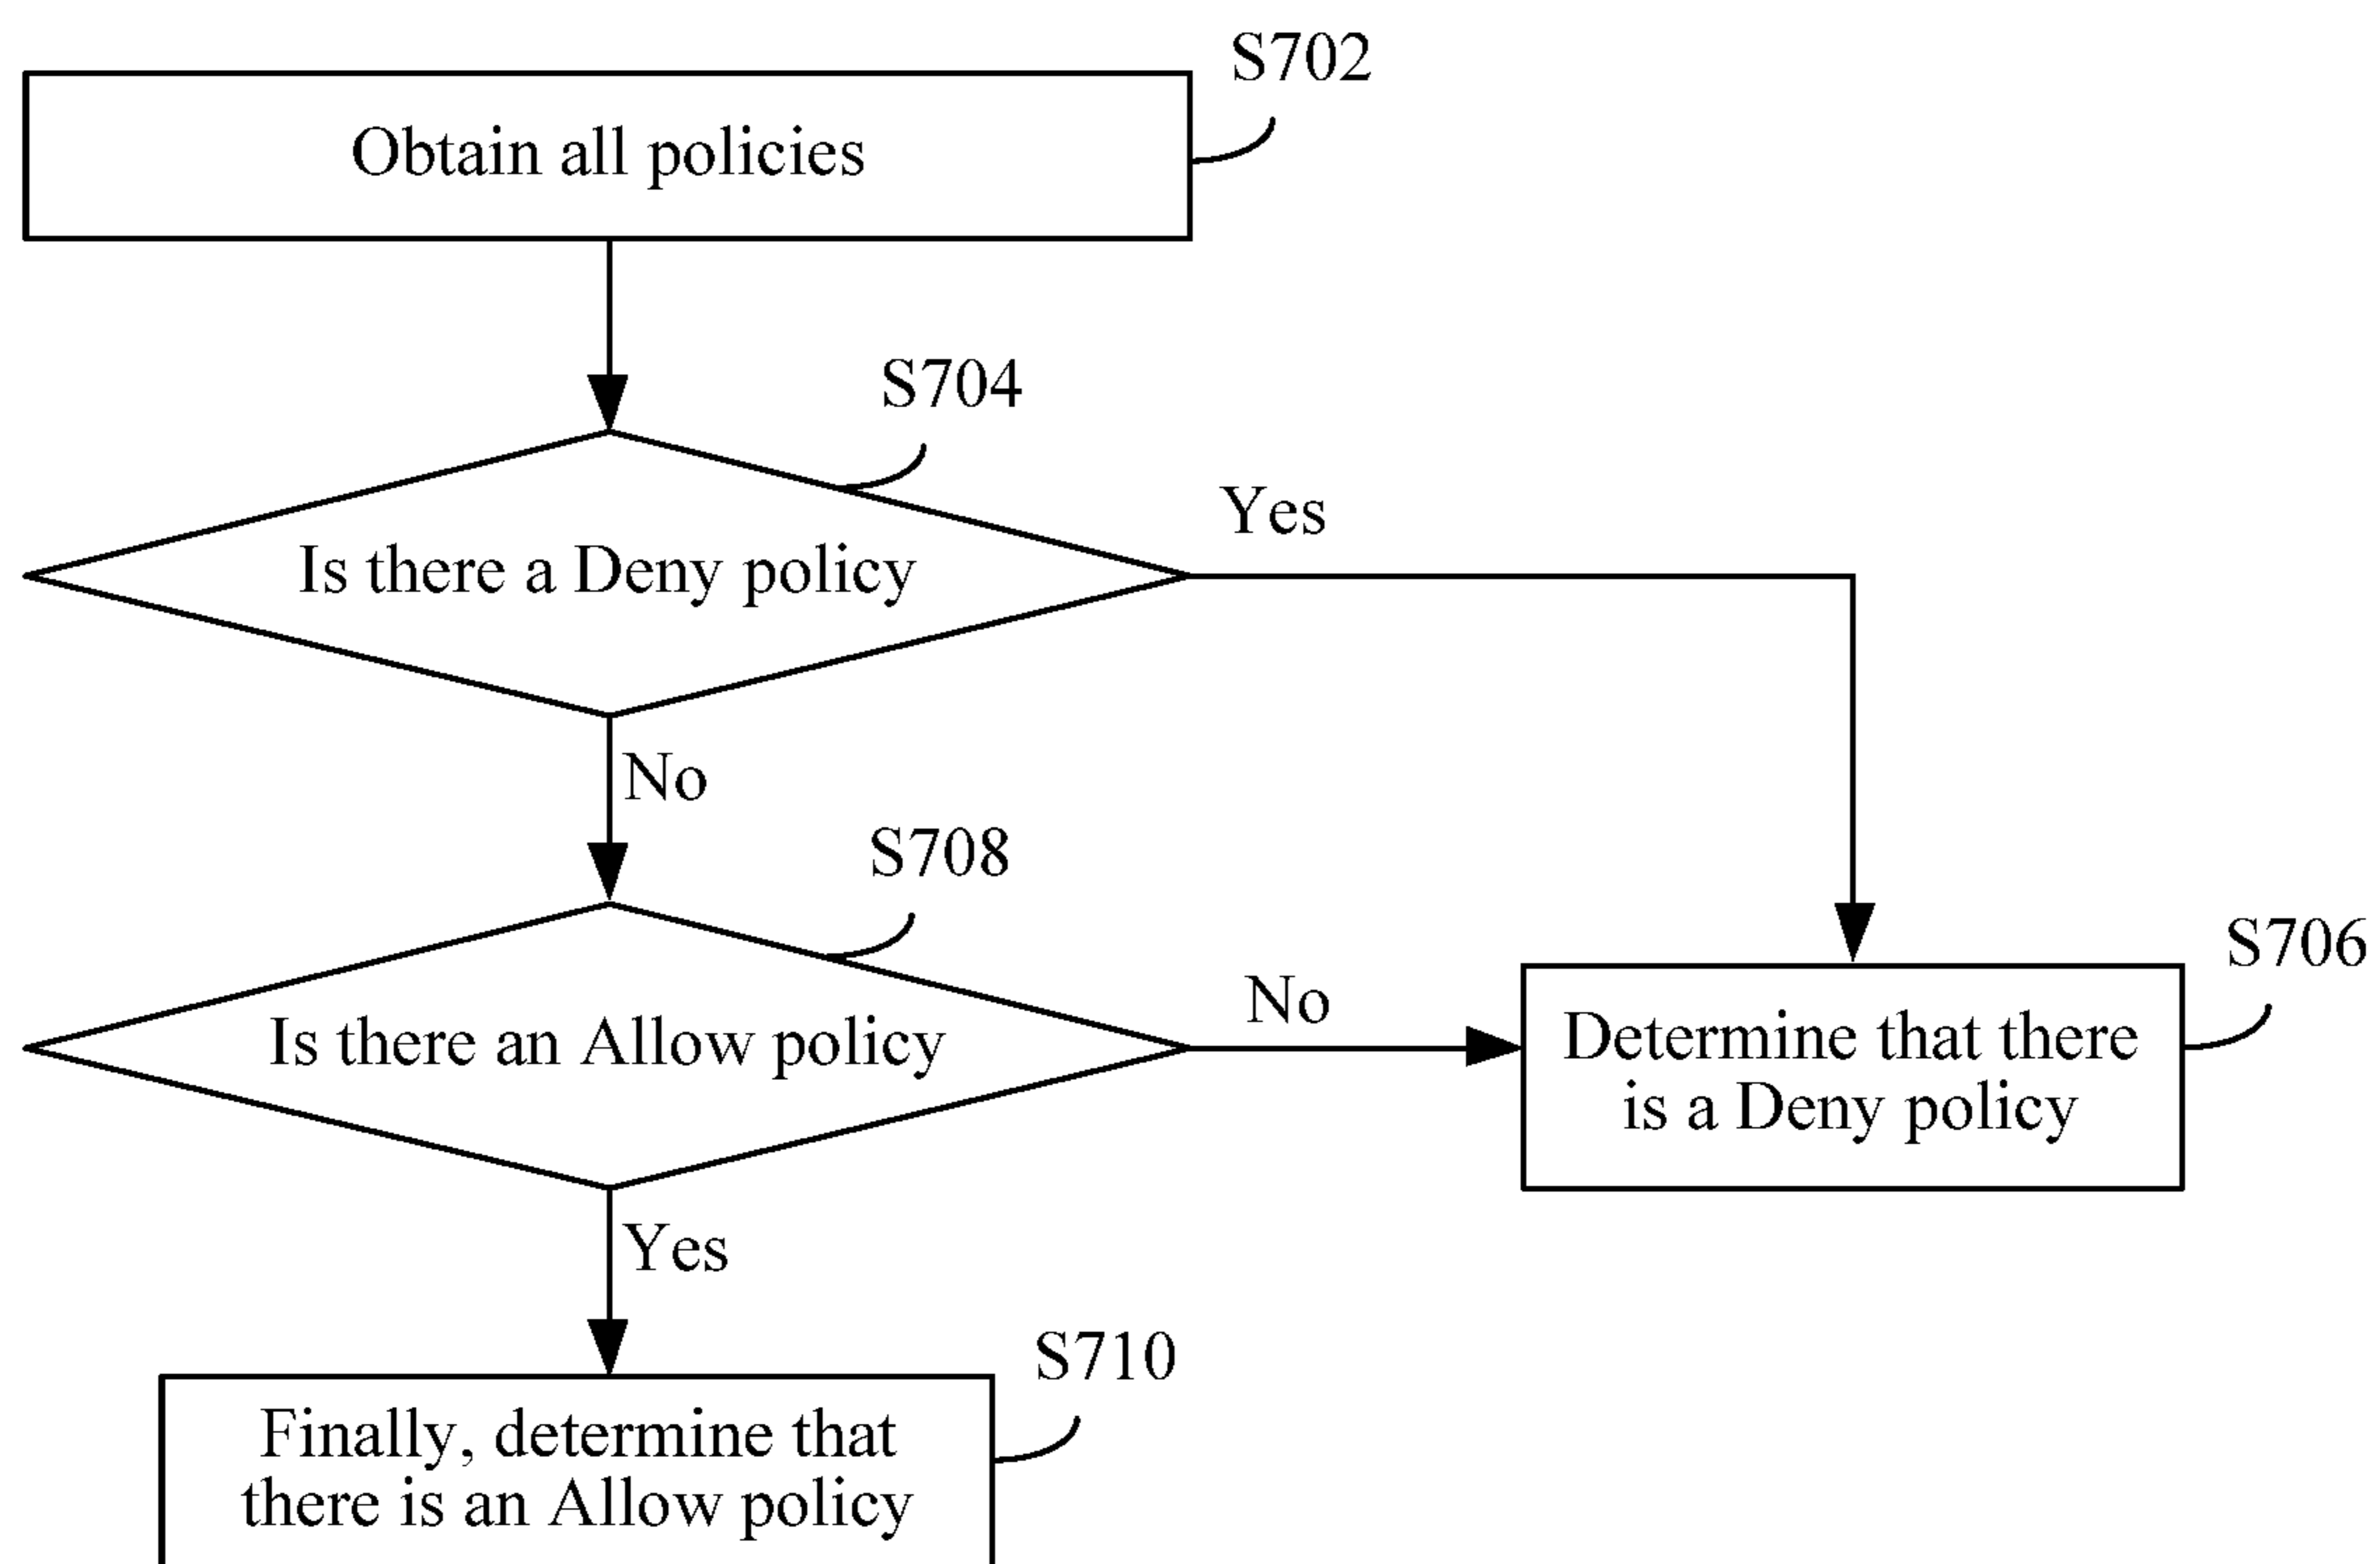 S702
Obtain all policies
S704
Yes
Is there a Deny policy
No
S708
S706
No
Is there an Allow policy
Determine that there
is a Deny policy
Yes
S710
Finally, determine that
there is an Allow policy